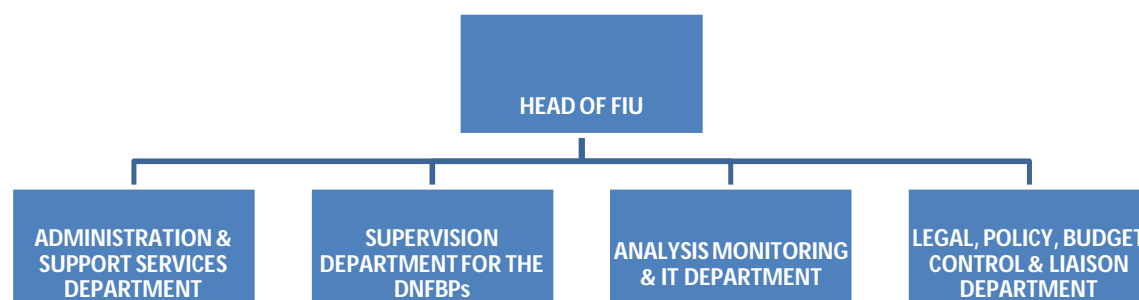 HEAD OF FIU
ADMINISTRATION &
SUPPORT SERVICES
DEPARTMENT
SUPERVISION
DEPARTMENT FOR THE
DNFBPs
ANALYSIS MONITORING
& IT DEPARTMENT
LEGAL, POLICY, BUDGET
CONTROL & LIAISON
DEPARTMENT